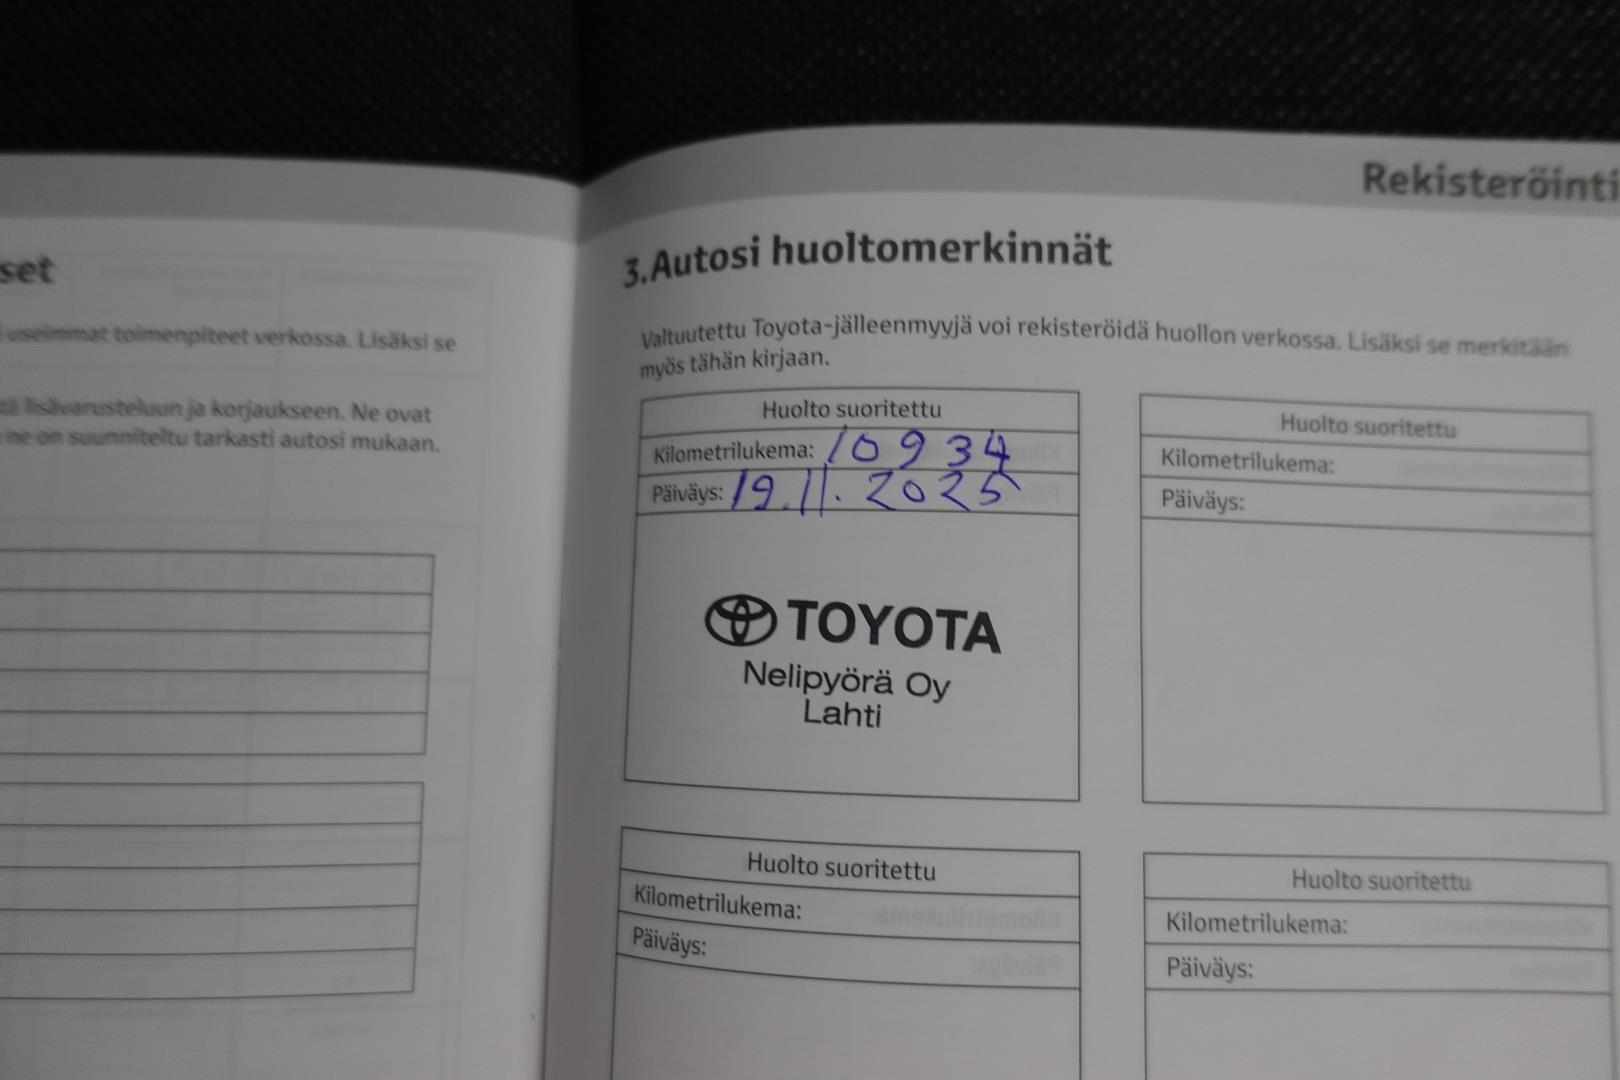 set
useimmat toimenpiteet verkossa. Lisäksi se
lisävarusteluun ja korjaukseen. Ne ovat
ne on suunniteltu tarkasti autosi mukaan.
Rekisteröinti
3. Autosi huoltomerkinnät
Valtuutettu Toyota-jälleenmyyjä voi rekisteröidä huollon verkossa. Lisäksi se merkitään
myös tähän kirjaan.
Huolto suoritettu
Kilometrilukema: 10934
Päiväys: 19.11.2025
TOYOTA
Nelipyörä Oy
Lahti
Huolto suoritettu
Kilometrilukema:
Päiväys:
Huolto suoritettu
Kilometrilukema:
Päiväys:
Huolto suoritettu
Kilometrilukema:
Päiväys: